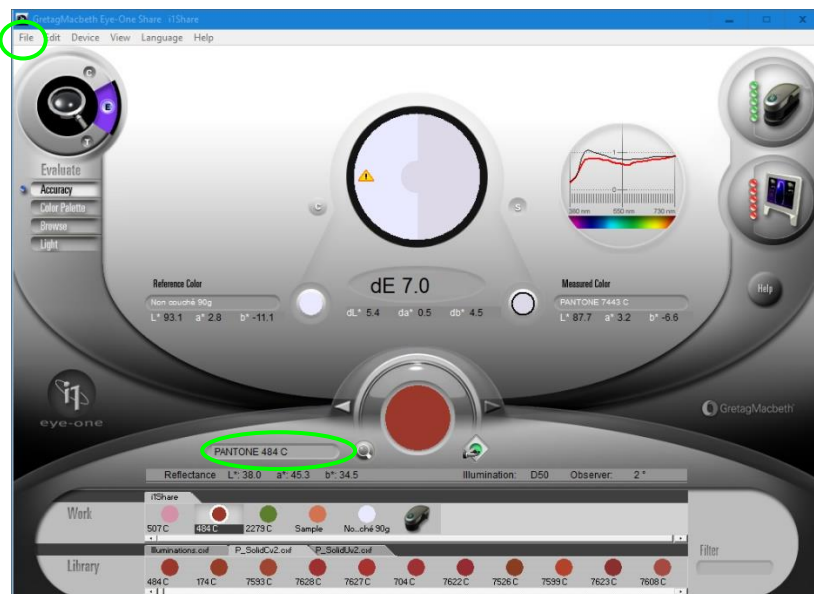 GretagMacbeth Eye-One Share i1Share
File Edit Device View Language Help
C
E
T
Evaluate
Accuracy
Color Palette
Browse
Light
C
S
1
0
380 nm 550 nm 730 nm
Reference Color
Non couché 90g
L* 93.1 a* 2.8 b* -11.1
dE 7.0
dL* 5.4 da* 0.5 db* 4.5
Measured Color
PANTONE 7443 C
L* 87.7 a* 3.2 b* -6.6
Help
i1
eye-one
GretagMacbeth
PANTONE 484 C
Reflectance L*: 38.0 a*: 45.3 b*: 34.5 Illumination: D50 Observer: 2 °
Work
i1Share
507 C 484 C 2279 C Sample No...ché 90g
Library
Illuminations.cxf P_SolidCv2.cxf P_SolidUv2.cxf
484 C 174 C 7593 C 7628 C 7627 C 704 C 7622 C 7526 C 7599 C 7623 C 7608 C
Filter